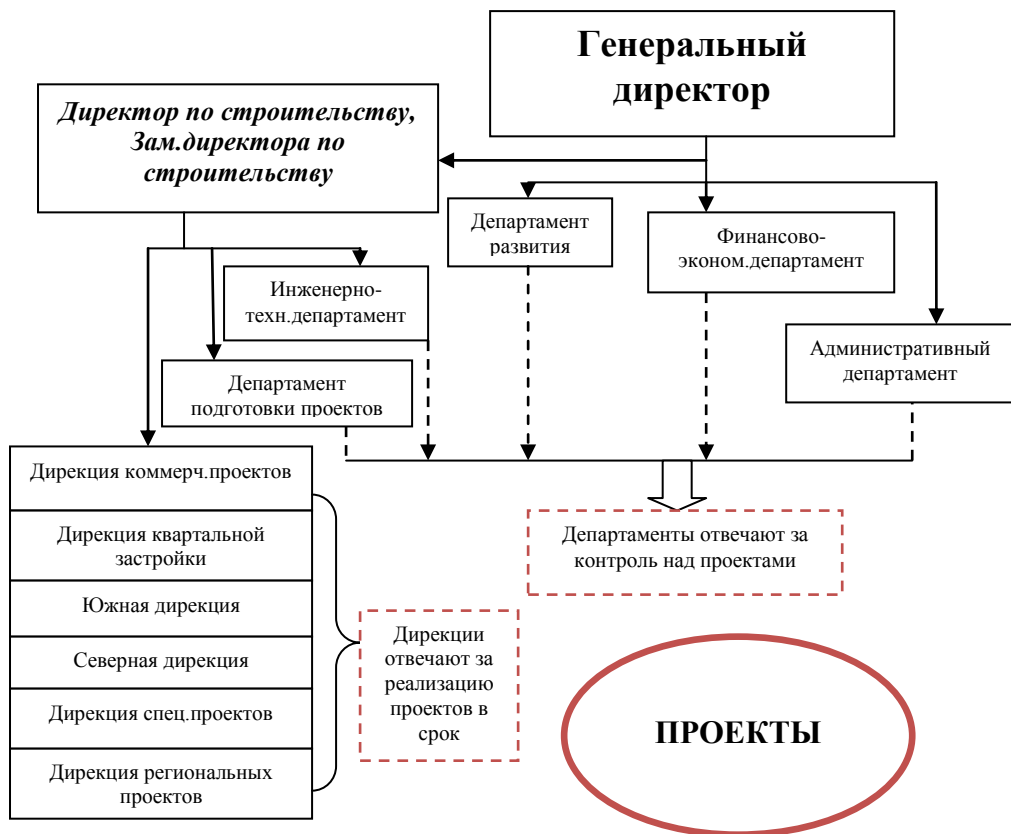 Генеральный
директор
Директор по строительству,
Зам.директора по
строительству
Департамент
развития
Финансово-
эконом.департамент
Инженерно-
техн.департамент
Административный
департамент
Департамент
подготовки проектов
Дирекция коммерч.проектов
Дирекция квартальной
застройки
Южная дирекция
Северная дирекция
Дирекция спец.проектов
Дирекция региональных
проектов
Департаменты отвечают за
контроль над проектами
Дирекции
отвечают за
реализацию
проектов в
срок
ПРОЕКТЫ